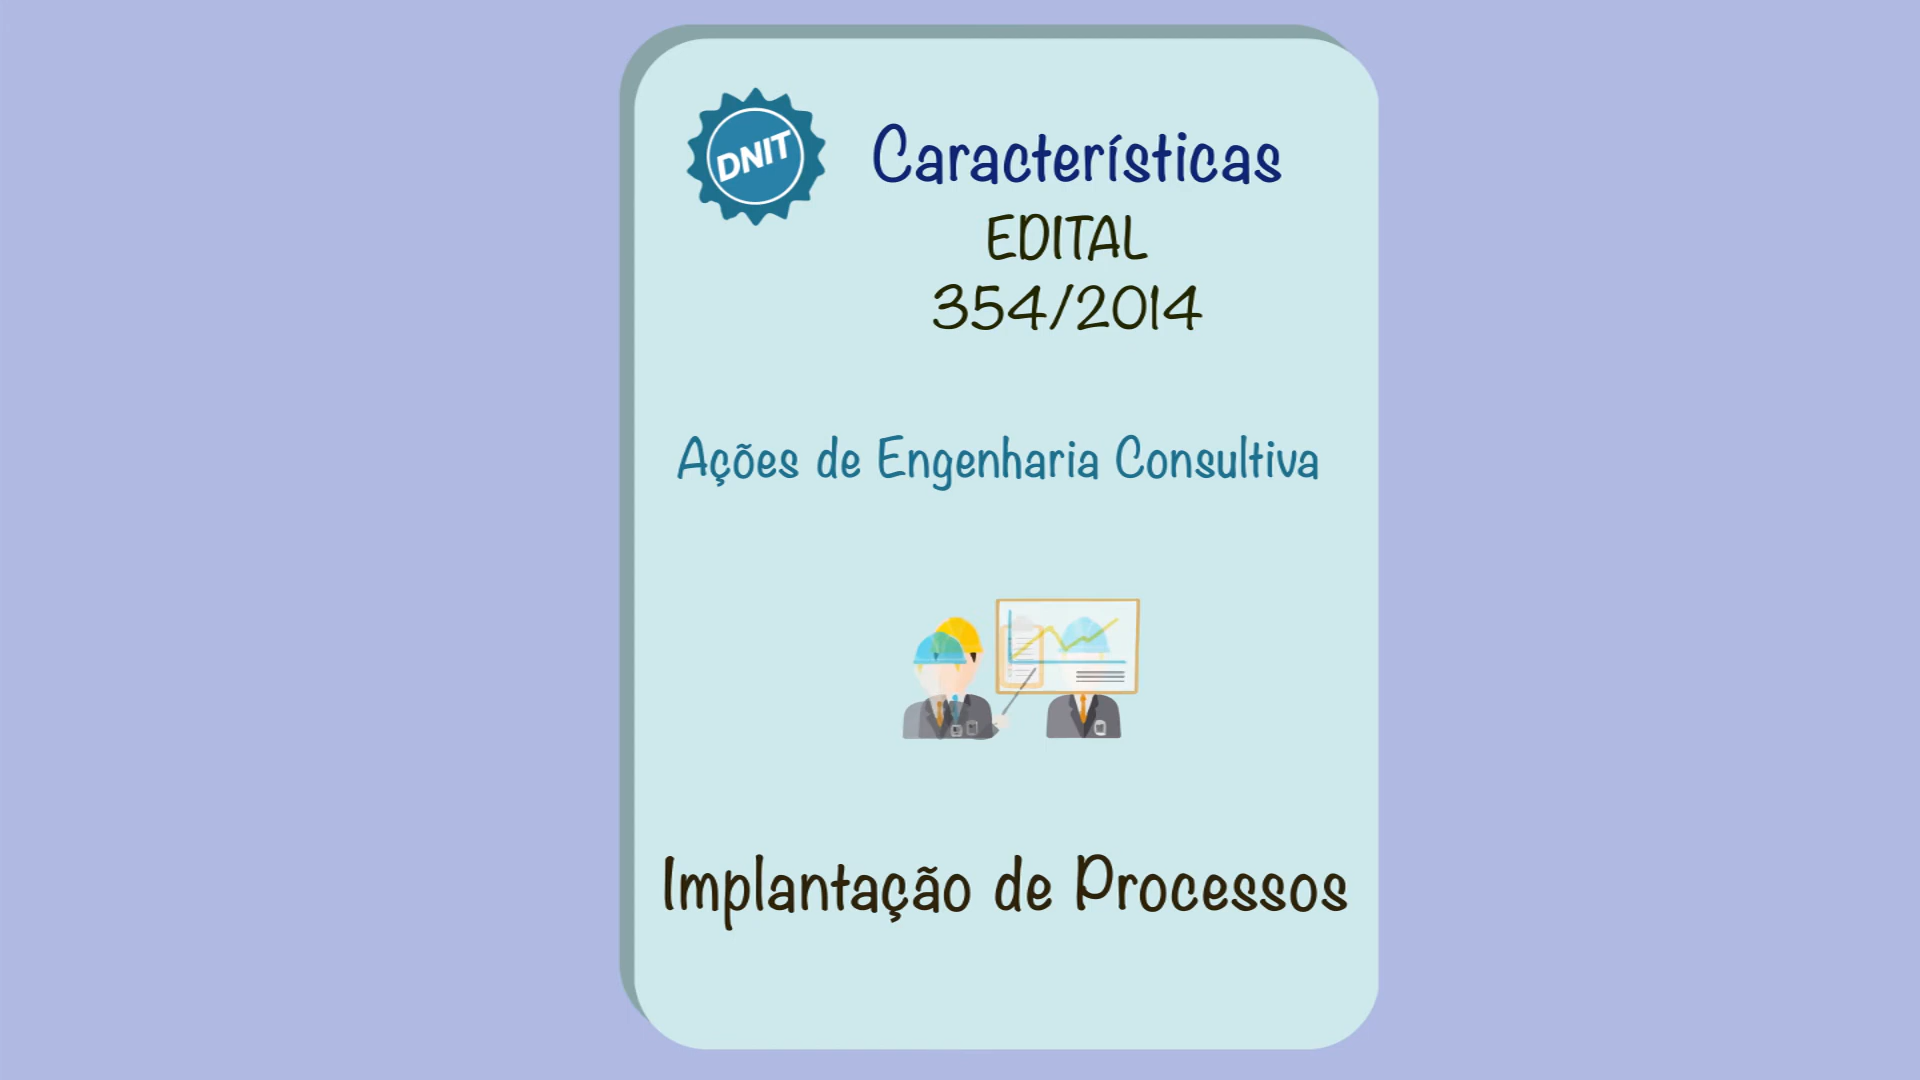 DNIT
Características
EDITAL
354/2014
Ações de Engenharia Consultiva
Implantação de Processos